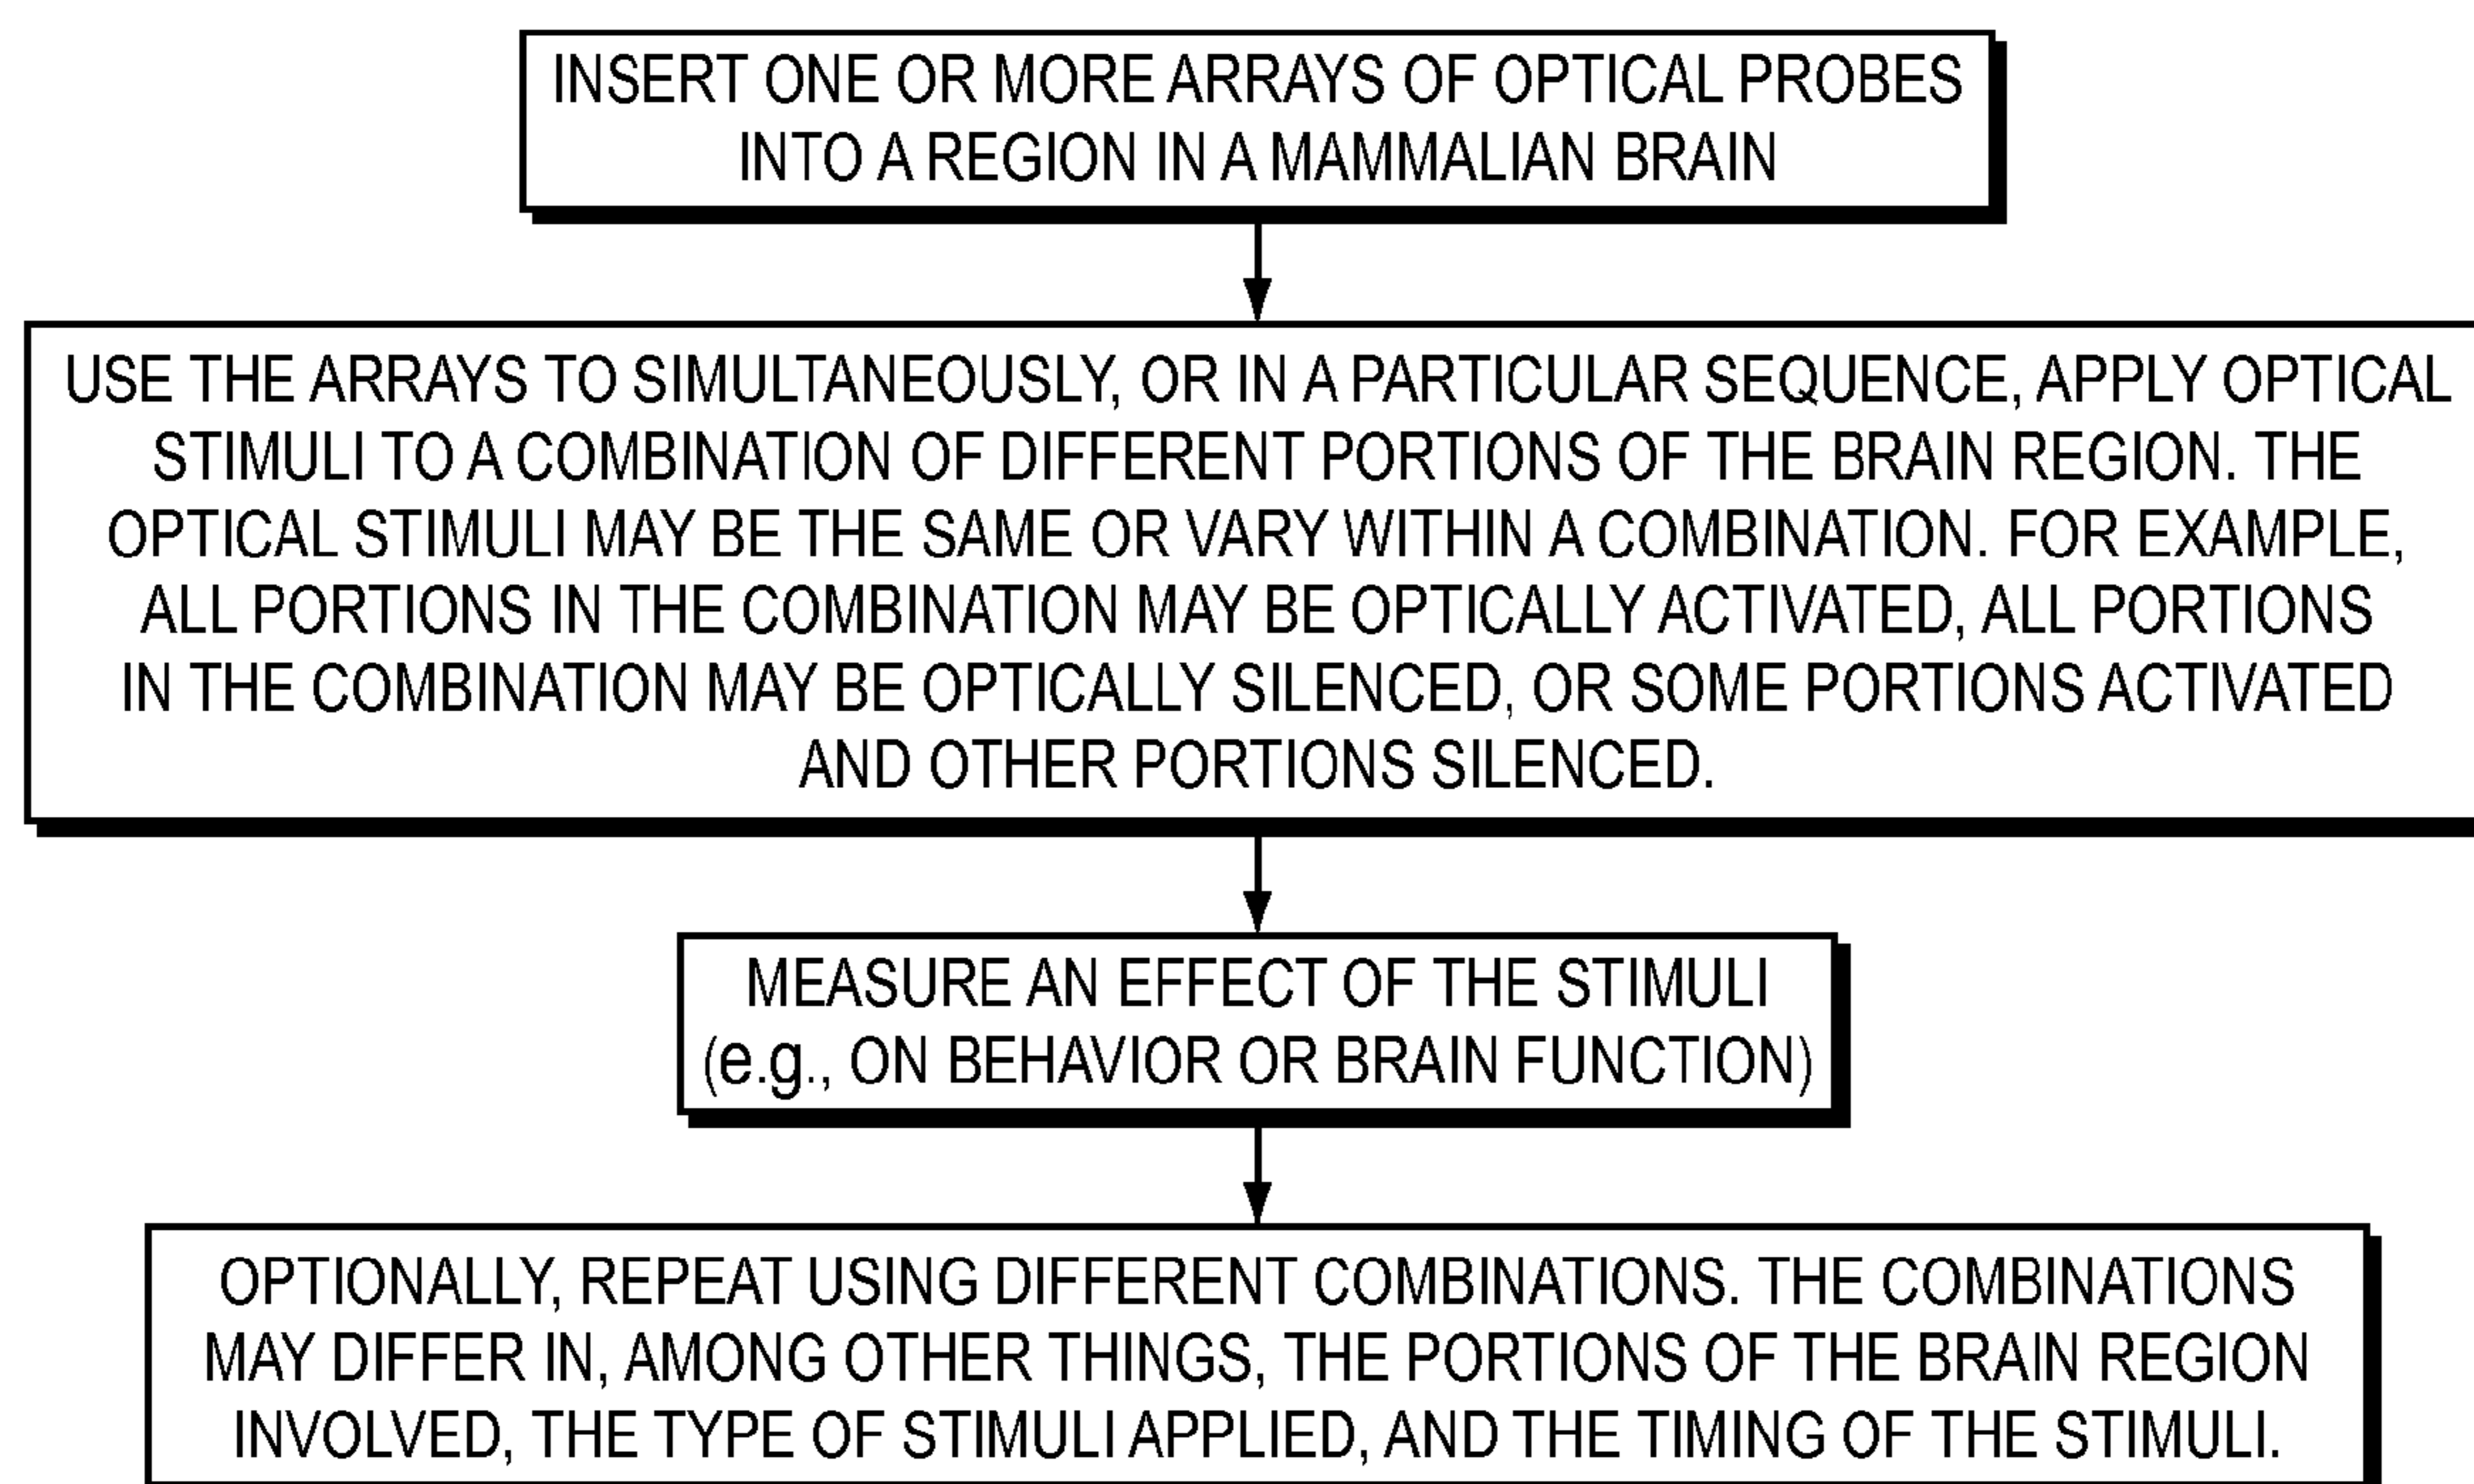 INSERT ONE OR MORE ARRAYS OF OPTICAL PROBES
INTO A REGION IN A MAMMALIAN BRAIN
USE THE ARRAYS TO SIMULTANEOUSLY, OR IN A PARTICULAR SEQUENCE, APPLY OPTICAL
STIMULI TO A COMBINATION OF DIFFERENT PORTIONS OF THE BRAIN REGION. THE
OPTICAL STIMULI MAY BE THE SAME OR VARY WITHIN A COMBINATION. FOR EXAMPLE,
ALL PORTIONS IN THE COMBINATION MAY BE OPTICALLY ACTIVATED, ALL PORTIONS
IN THE COMBINATION MAY BE OPTICALLY SILENCED, OR SOME PORTIONS ACTIVATED
AND OTHER PORTIONS SILENCED.
MEASURE AN EFFECT OF THE STIMULI
(e.g., ON BEHAVIOR OR BRAIN FUNCTION)
OPTIONALLY, REPEAT USING DIFFERENT COMBINATIONS. THE COMBINATIONS
MAY DIFFER IN, AMONG OTHER THINGS, THE PORTIONS OF THE BRAIN REGION
INVOLVED, THE TYPE OF STIMULI APPLIED, AND THE TIMING OF THE STIMULI.